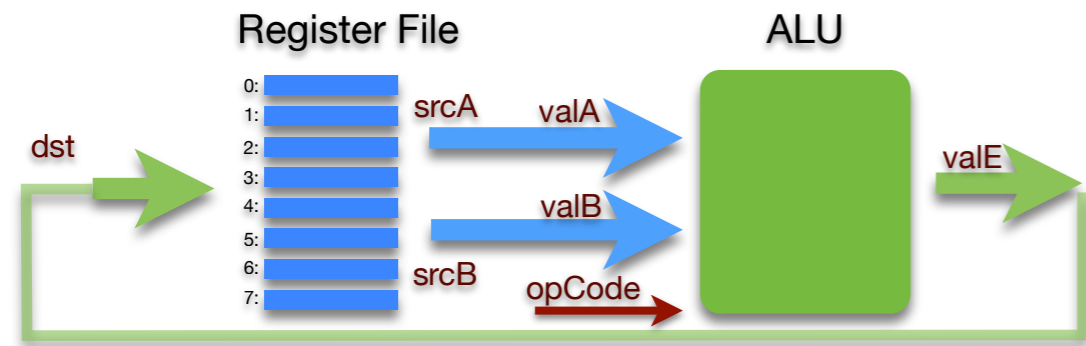 Register File
ALU
0:
1:
2:
3:
4:
5:
6:
7:
dst
srcA
valA
valB
srcB
opCode
valE